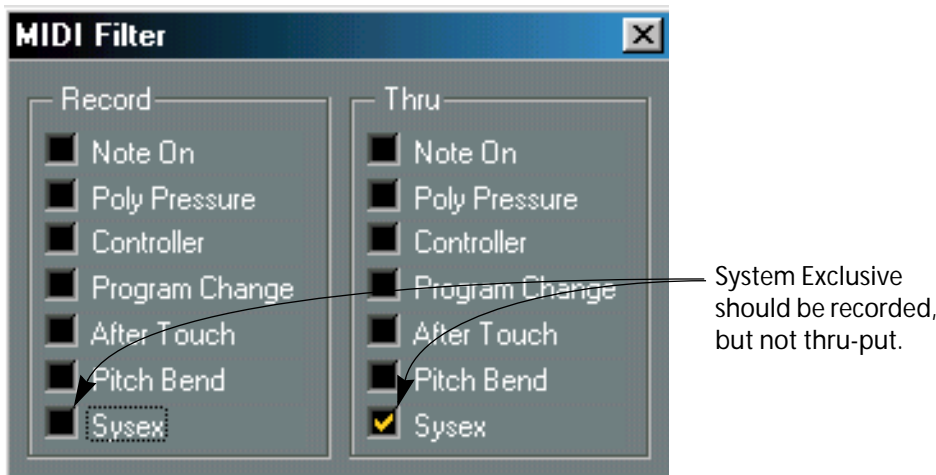 MIDI Filter
Record
Note On
Poly Pressure
Controller
Program Change
After Touch
Pitch Bend
Sysex
Thru
Note On
Poly Pressure
Controller
Program Change
After Touch
Pitch Bend
Sysex
System Exclusive
should be recorded,
but not thru-put.